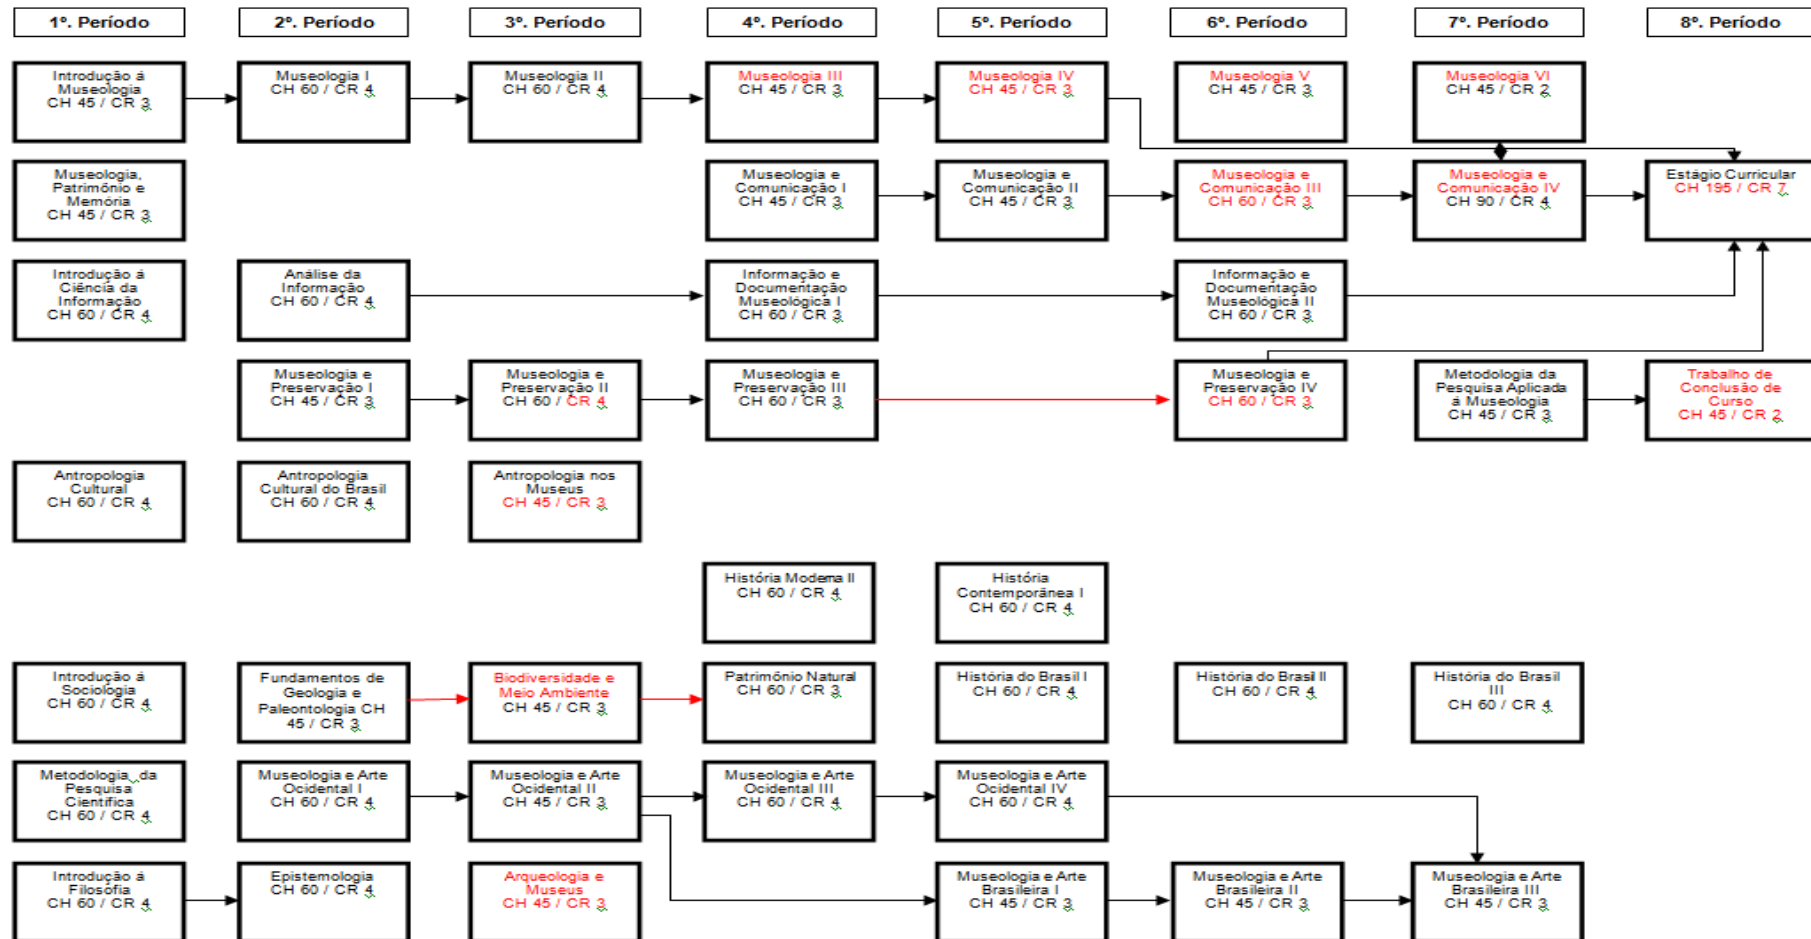 1º. Período
2º. Período
3º. Período
4º. Período
5º. Período
6º. Período
7º. Período
8º. Período
Introdução á
Museologia
CH 45 / CR 3
Museologia I
CH 60 / CR 4
Museologia II
CH 60 / CR 4
Museologia III
CH 45 / CR 3
Museologia IV
CH 45 / CR 3
Museologia V
CH 45 / CR 3
Museologia VI
CH 45 / CR 2
Museologia,
Patrimônio e
Memória
CH 45 / CR 3
Museologia e
Comunicação I
CH 45 / CR 3
Museologia e
Comunicação II
CH 45 / CR 3
Museologia e
Comunicação III
CH 60 / CR 3
Museologia e
Comunicação IV
CH 90 / CR 4
Estágio Curricular
CH 195 / CR 7
Introdução á
Ciência da
Informação
CH 60 / CR 4
Análise da
Informação
CH 60 / CR 4
Informação e
Documentação
Museológica I
CH 60 / CR 3
Informação e
Documentação
Museológica II
CH 60 / CR 3
Museologia e
Preservação I
CH 45 / CR 3
Museologia e
Preservação II
CH 60 / CR 4
Museologia e
Preservação III
CH 60 / CR 3
Museologia e
Preservação IV
CH 60 / CR 3
Metodologia da
Pesquisa Aplicada
á Museologia
CH 45 / CR 3
Trabalho de
Conclusão de
Curso
CH 45 / CR 2
Antropologia
Cultural
CH 60 / CR 4
Antropologia
Cultural do Brasil
CH 60 / CR 4
Antropologia nos
Museus
CH 45 / CR 3
História Moderna II
CH 60 / CR 4
História
Contemporânea I
CH 60 / CR 4
Introdução á
Sociologia
CH 60 / CR 4
Fundamentos de
Geologia e
Paleontologia CH
45 / CR 3
Biodiversidade e
Meio Ambiente
CH 45 / CR 3
Patrimônio Natural
CH 60 / CR 3
História do Brasil I
CH 60 / CR 4
História do Brasil II
CH 60 / CR 4
História do Brasil
III
CH 60 / CR 4
Metodologia da
Pesquisa
Científica
CH 60 / CR 4
Museologia e Arte
Ocidental I
CH 60 / CR 4
Museologia e Arte
Ocidental II
CH 45 / CR 3
Museologia e Arte
Ocidental III
CH 60 / CR 4
Museologia e Arte
Ocidental IV
CH 60 / CR 4
Introdução á
Filosofia
CH 60 / CR 4
Epistemologia
CH 60 / CR 4
Arqueologia e
Museus
CH 45 / CR 3
Museologia e Arte
Brasileira I
CH 45 / CR 3
Museologia e Arte
Brasileira II
CH 45 / CR 3
Museologia e Arte
Brasileira III
CH 45 / CR 3